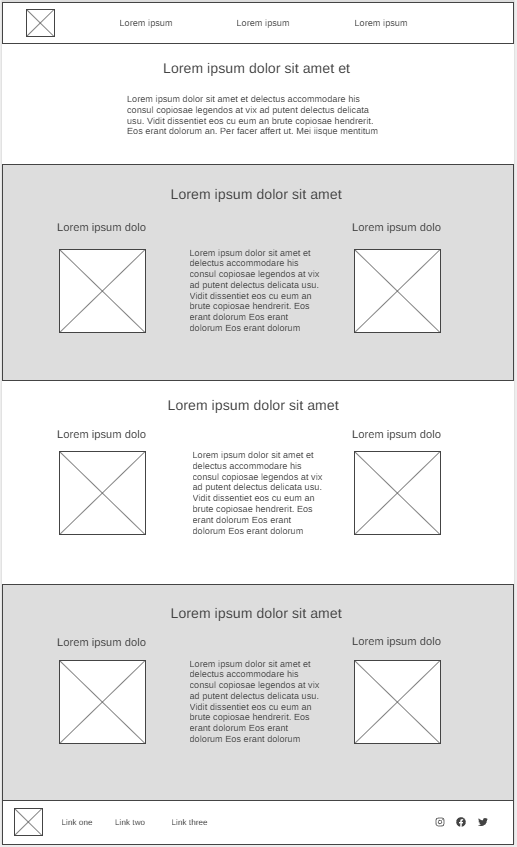 Lorem ipsum Lorem ipsum Lorem ipsum
Lorem ipsum dolor sit amet et
Lorem ipsum dolor sit amet et delectus accommodare his
consul copiosae legendos at vix ad putent delectus delicata
usu. Vidit dissentiet eos cu eum an brute copiosae hendrerit.
Eos erant dolorum an. Per facer affert ut. Mei iisque mentitum
Lorem ipsum dolor sit amet
Lorem ipsum dolo
Lorem ipsum dolor sit amet et
delectus accommodare his
consul copiosae legendos at vix
ad putent delectus delicata usu.
Vidit dissentiet eos cu eum an
brute copiosae hendrerit. Eos
erant dolorum Eos erant
dolorum Eos erant dolorum
Lorem ipsum dolo
Lorem ipsum dolor sit amet
Lorem ipsum dolo
Lorem ipsum dolor sit amet et
delectus accommodare his
consul copiosae legendos at vix
ad putent delectus delicata usu.
Vidit dissentiet eos cu eum an
brute copiosae hendrerit. Eos
erant dolorum Eos erant
dolorum Eos erant dolorum
Lorem ipsum dolo
Lorem ipsum dolor sit amet
Lorem ipsum dolo
Lorem ipsum dolor sit amet et
delectus accommodare his
consul copiosae legendos at vix
ad putent delectus delicata usu.
Vidit dissentiet eos cu eum an
brute copiosae hendrerit. Eos
erant dolorum Eos erant
dolorum Eos erant dolorum
Lorem ipsum dolo
Link one Link two Link three